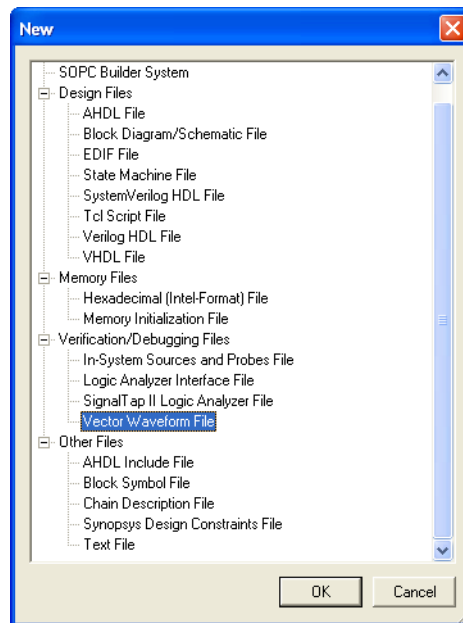 New
SOPC Builder System
Design Files
AHDL File
Block Diagram/Schematic File
EDIF File
State Machine File
SystemVerilog HDL File
Tcl Script File
Verilog HDL File
VHDL File
Memory Files
Hexadecimal (Intel-Format) File
Memory Initialization File
Verification/Debugging Files
In-System Sources and Probes File
Logic Analyzer Interface File
SignalTap II Logic Analyzer File
Vector Waveform File
Other Files
AHDL Include File
Block Symbol File
Chain Description File
Synopsys Design Constraints File
Text File
OK Cancel